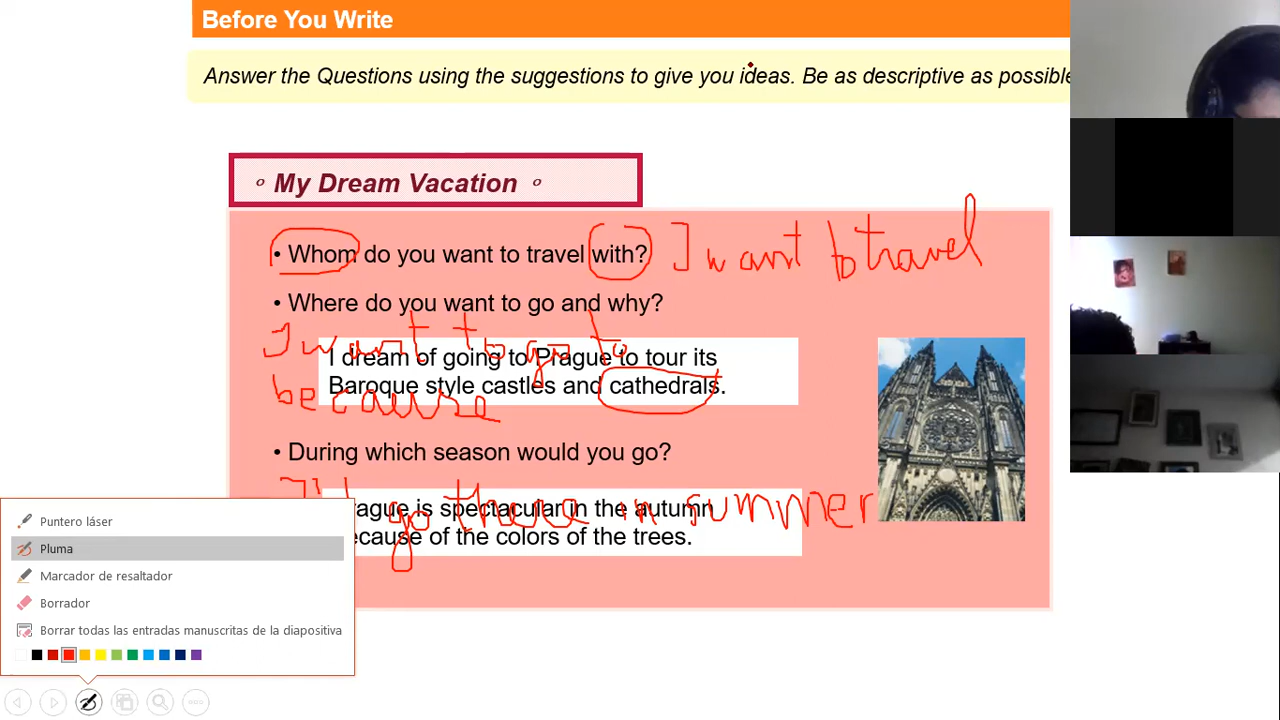 Before You Write
Answer the Questions using the suggestions to give you ideas. Be as descriptive as possible
My Dream Vacation
• Whom do you want to travel with? I want to travel
• Where do you want to go and why?
I want to go to
I dream of going to Prague to tour its
Baroque style castles and cathedrals.
because
• During which season would you go?
go there in summer
rague is spectacular in the autumn
ecause of the colors of the trees.
Puntero láser
Pluma
Marcador de resaltador
Borrador
Borrar todas las entradas manuscritas de la diapositiva